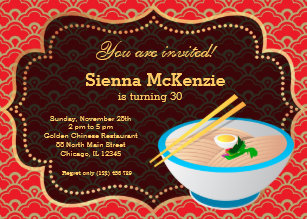 You are invited!
Sienna McKenzie
is turning 30
Sunday, November 25th
2 pm to 5 pm
Golden Chinese Restaurant
55 North Main Street
Chicago, IL 12345
Regret only (123) 456 789